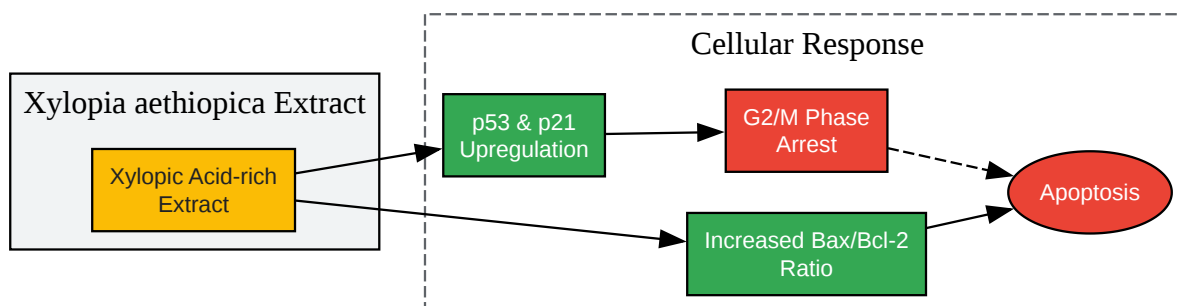 Cellular Response
Xylopia aethiopica Extract
Xylopic Acid-rich
Extract
p53 & p21
Upregulation
G2/M Phase
Arrest
Increased Bax/Bcl-2
Ratio
Apoptosis